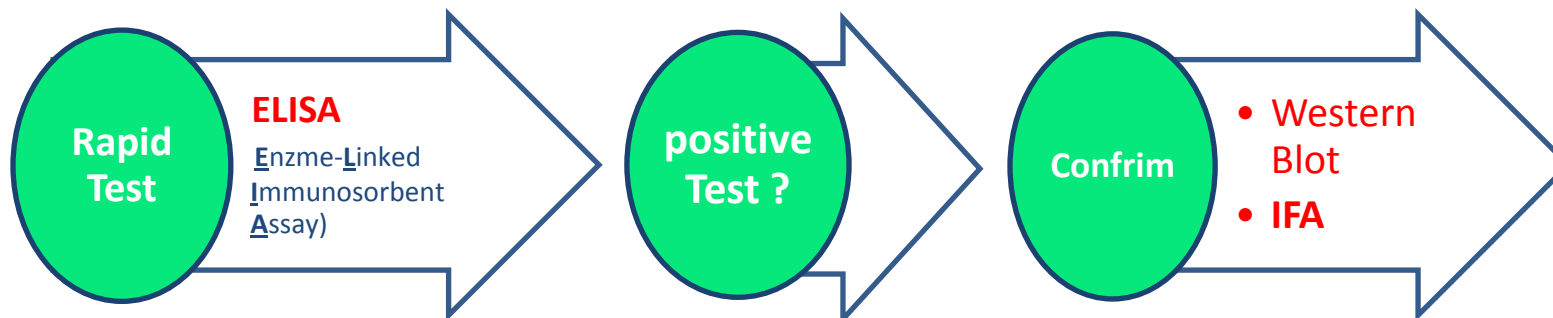 Rapid
Test
ELISA
Enzme-Linked
Immunosorbent
Assay)
positive
Test ?
Confrim
• Western
Blot
• IFA